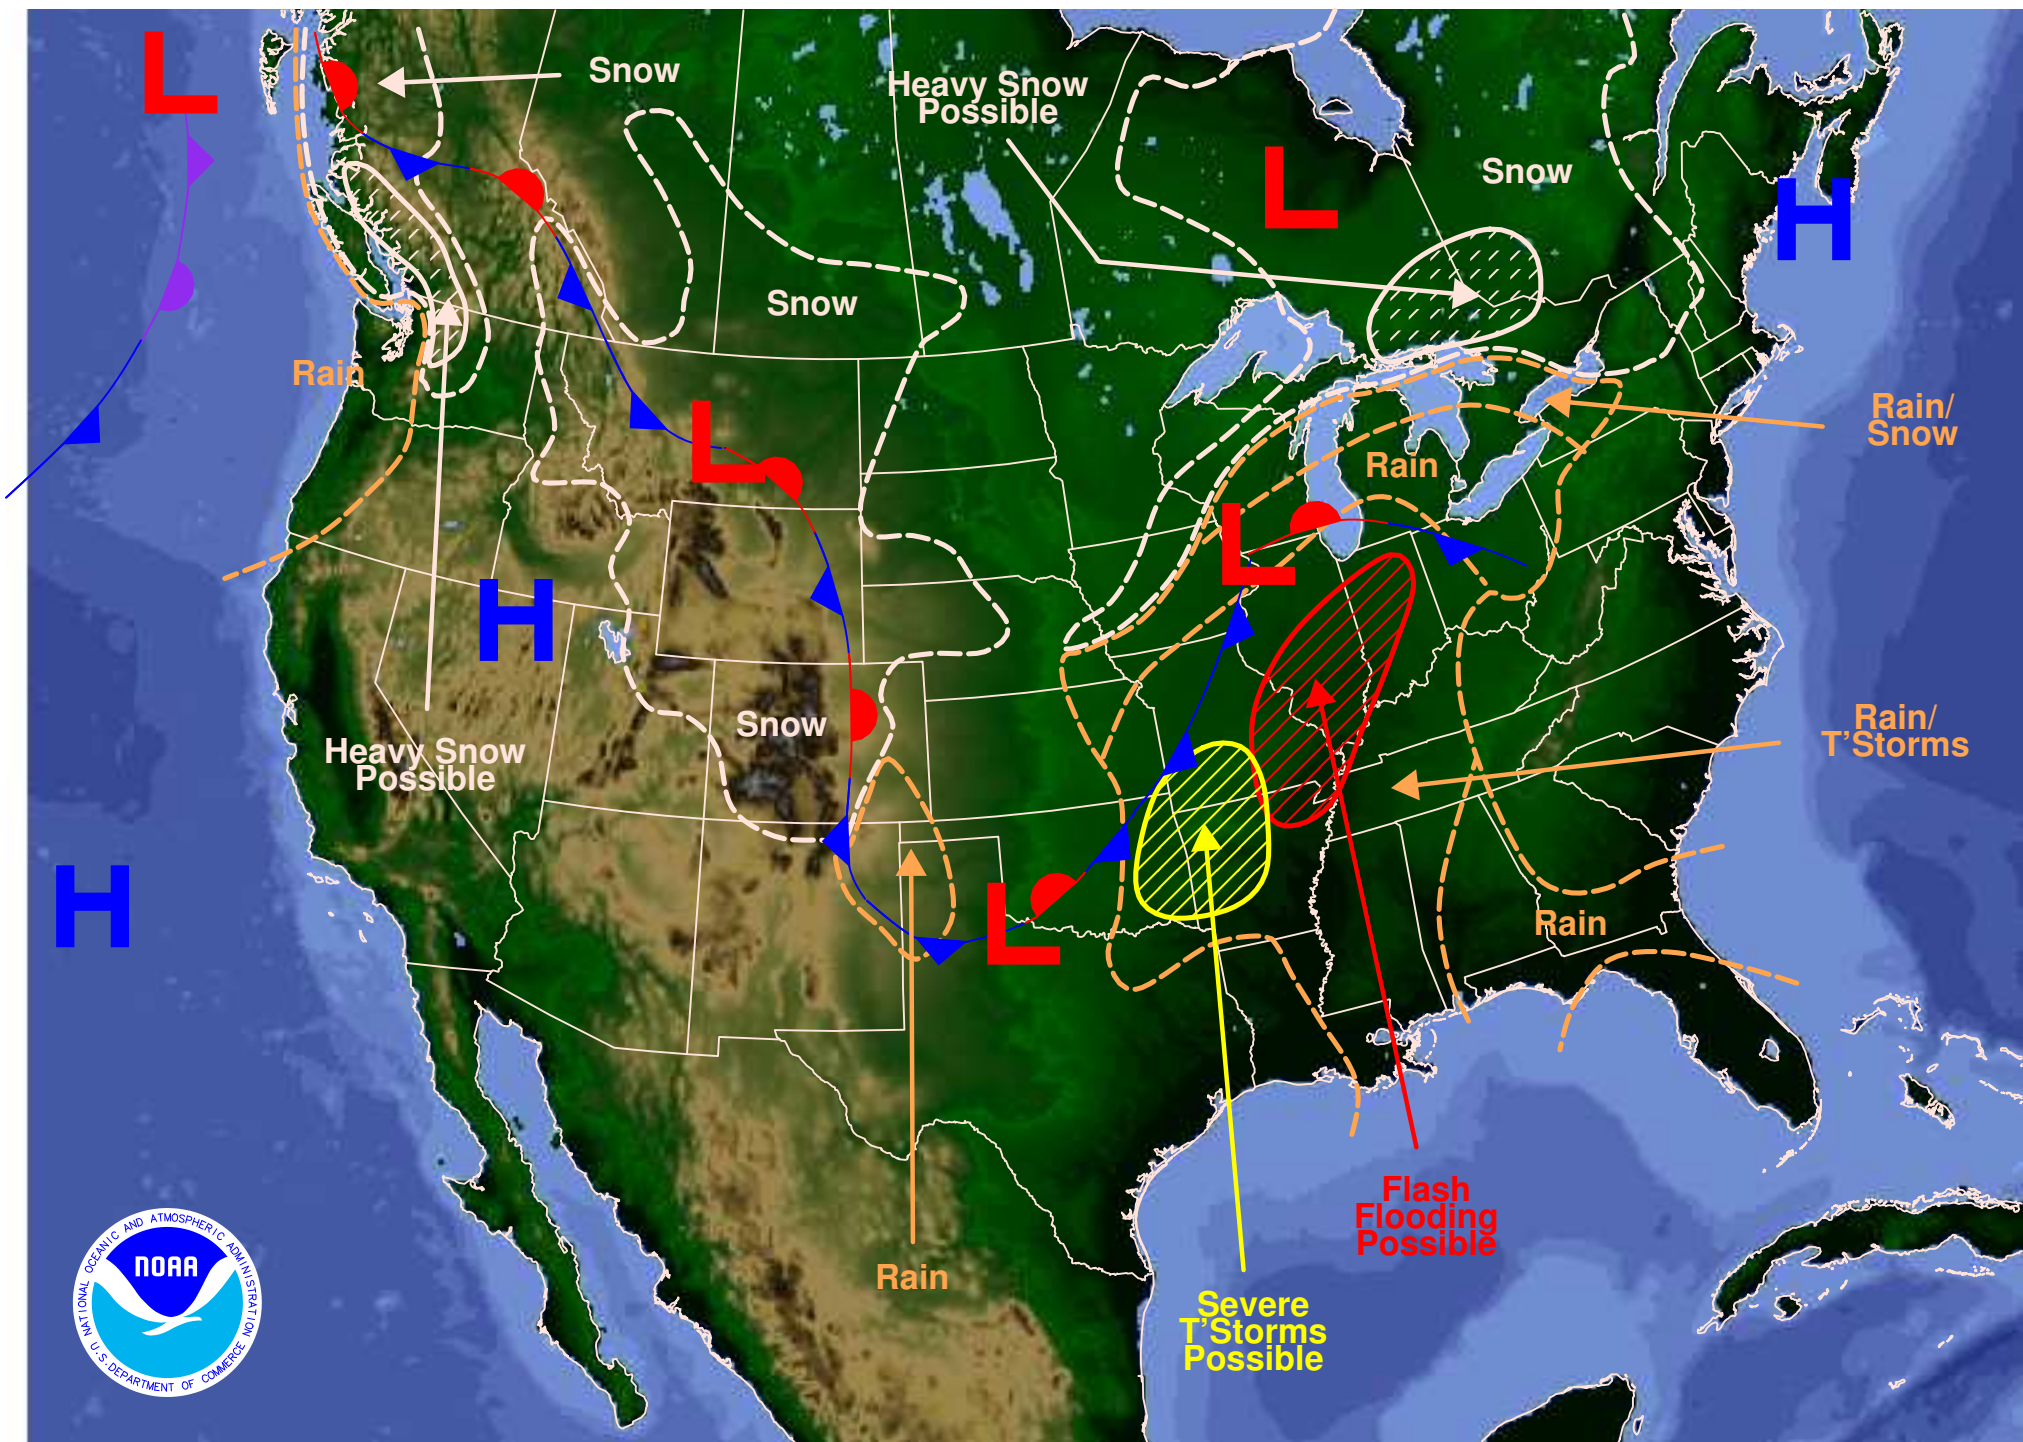 L
Snow
Heavy Snow
Possible
L
Snow
H
Snow
Rain
L
Rain/
Snow
Rain
L
H
Snow
Heavy Snow
Possible
Rain/
T'Storms
H
L
Rain
Flash
Flooding
Possible
Rain
Severe
T'Storms
Possible
NATIONAL OCEANIC AND ATMOSPHERIC ADMINISTRATION
NOAA
U.S. DEPARTMENT OF COMMERCE